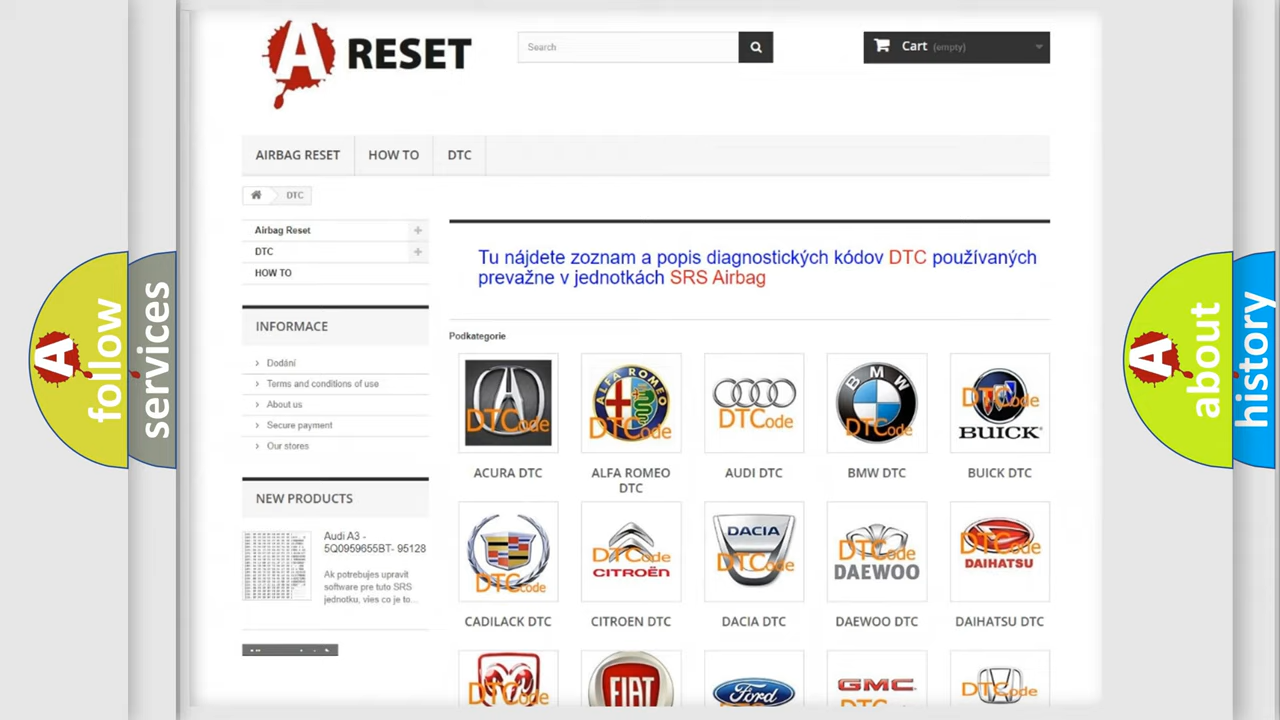 A RESET
Search
Cart (empty)
AIRBAG RESET
HOW TO
DTC
DTC
Airbag Reset
DTC
HOW TO
Tu nájdete zoznam a popis diagnostických kódov DTC používaných
prevažne v jednotkách SRS Airbag
INFORMACE
Dodání
Terms and conditions of use
About us
Secure payment
Our stores
NEW PRODUCTS
Audi A3 -
5Q0959655BT- 95128
Ak potrebujes upravit
software pre tuto SRS
jednotku, vies co je to...
Podkategorie
DTCode
ALFA ROMEO
DTCode
DTCode
BMW
DTCode
DTCode
BUICK
ACURA DTC
ALFA ROMEO
DTC
AUDI DTC
BMW DTC
BUICK DTC
DTCode
DTCode
CITROËN
DACIA
DTCode
DTCode
DAEWOO
DTCode
DAIHATSU
CADILACK DTC
CITROEN DTC
DACIA DTC
DAEWOO DTC
DAIHATSU DTC
DTCode
FIAT
Ford
GMC
DTCode
A follow
services
A about
history